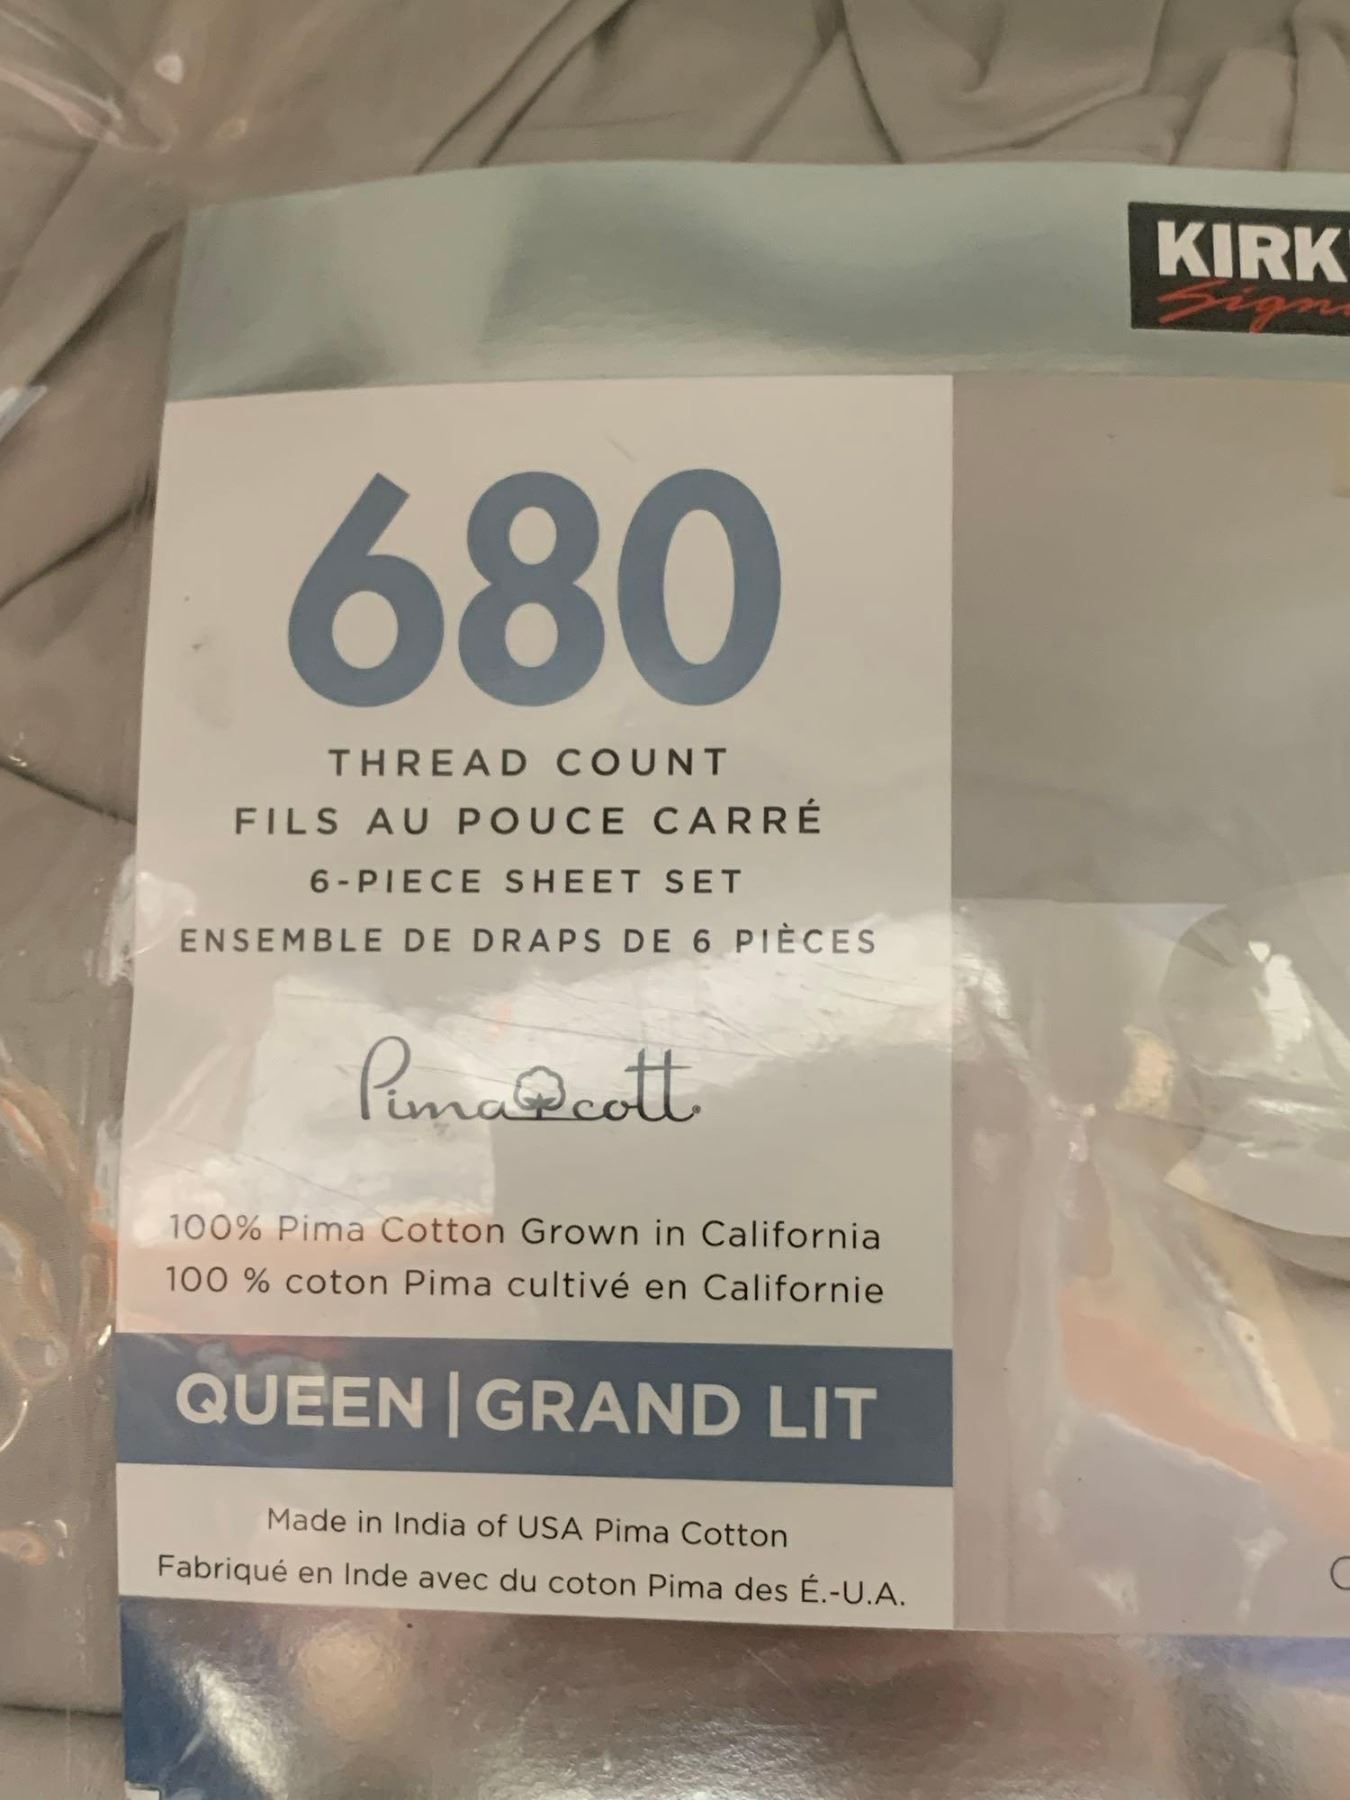 KIRK
Sign
680
THREAD COUNT
FILS AU POUCE CARRÉ
6-PIECE SHEET SET
ENSEMBLE DE DRAPS DE 6 PIÈCES
Pima cott
100% Pima Cotton Grown in California
100 % coton Pima cultivé en Californie
QUEEN | GRAND LIT
Made in India of USA Pima Cotton
Fabriqué en Inde avec du coton Pima des É.-U.A.